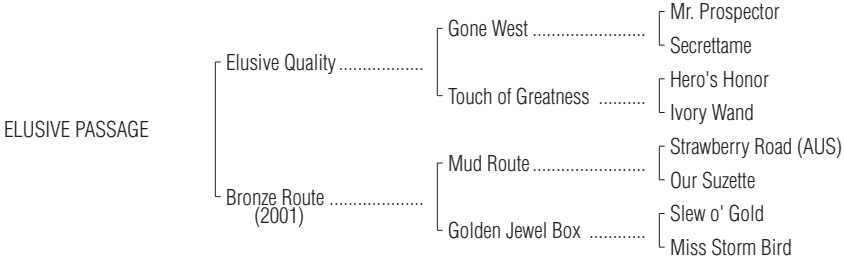 Mr. Prospector
Gone West ........................
Secrettame
Elusive Quality ..................
Hero's Honor
Touch of Greatness ..........
Ivory Wand
ELUSIVE PASSAGE
Strawberry Road (AUS)
Mud Route ........................
Our Suzette
Bronze Route ....................
(2001)
Slew o' Gold
Golden Jewel Box ............
Miss Storm Bird